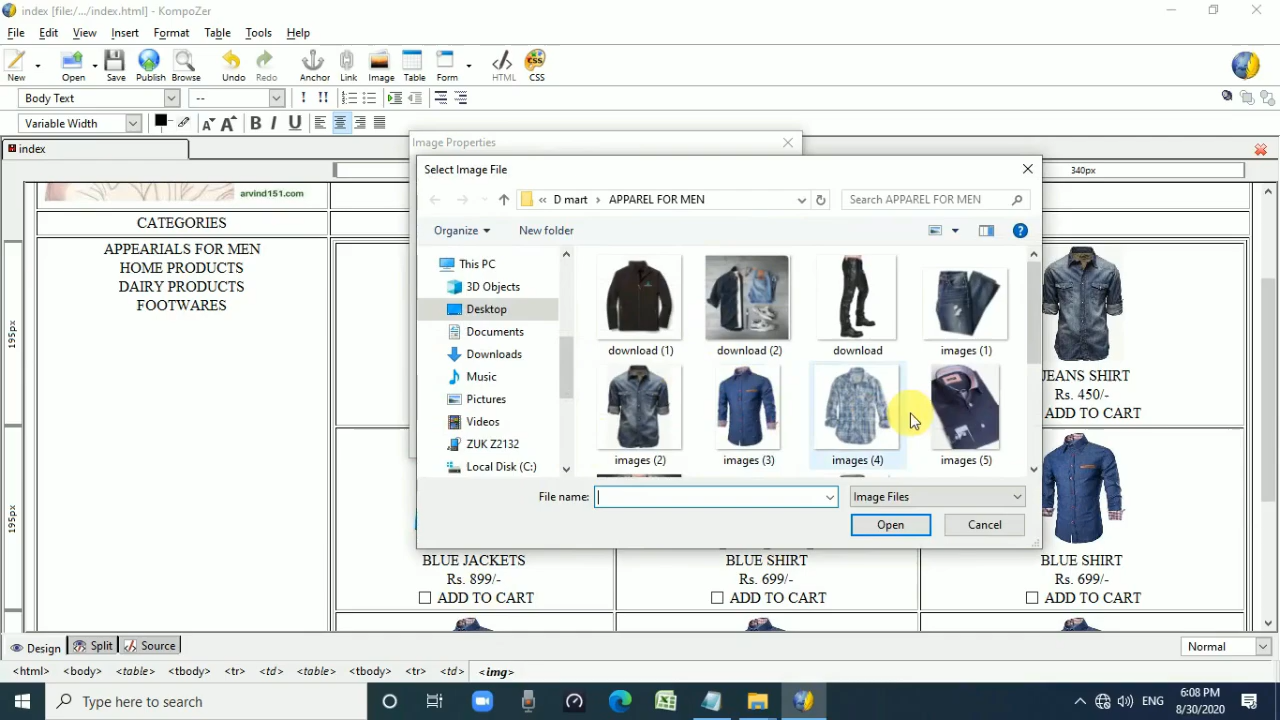 index [file:/.../index.html] - KompoZer
File Edit View Insert Format Table Tools Help
New Open Save Publish Browse Undo Redo Anchor Link Image Table Form HTML CSS
Body Text --
Variable Width
index
Image Properties
Select Image File
340px
arvind151.com
« D mart › APPAREL FOR MEN
Search APPAREL FOR MEN
Organize New folder
CATEGORIES
APPEARIALS FOR MEN
HOME PRODUCTS
DAIRY PRODUCTS
FOOTWARES
195px
195px
This PC
3D Objects
Desktop
Documents
Downloads
Music
Pictures
Videos
ZUK Z2132
Local Disk (C:)
download (1) download (2) download images (1)
images (2) images (3) images (4) images (5)
File name: Image Files
Open Cancel
JEANS SHIRT
Rs. 450/-
ADD TO CART
BLUE JACKETS
Rs. 899/-
ADD TO CART
BLUE SHIRT
Rs. 699/-
ADD TO CART
BLUE SHIRT
Rs. 699/-
ADD TO CART
Design Split Source
Normal
<html> <body> <table> <tbody> <tr> <td> <table> <tbody> <tr> <td> <img>
Type here to search
ENG
6:08 PM
8/30/2020